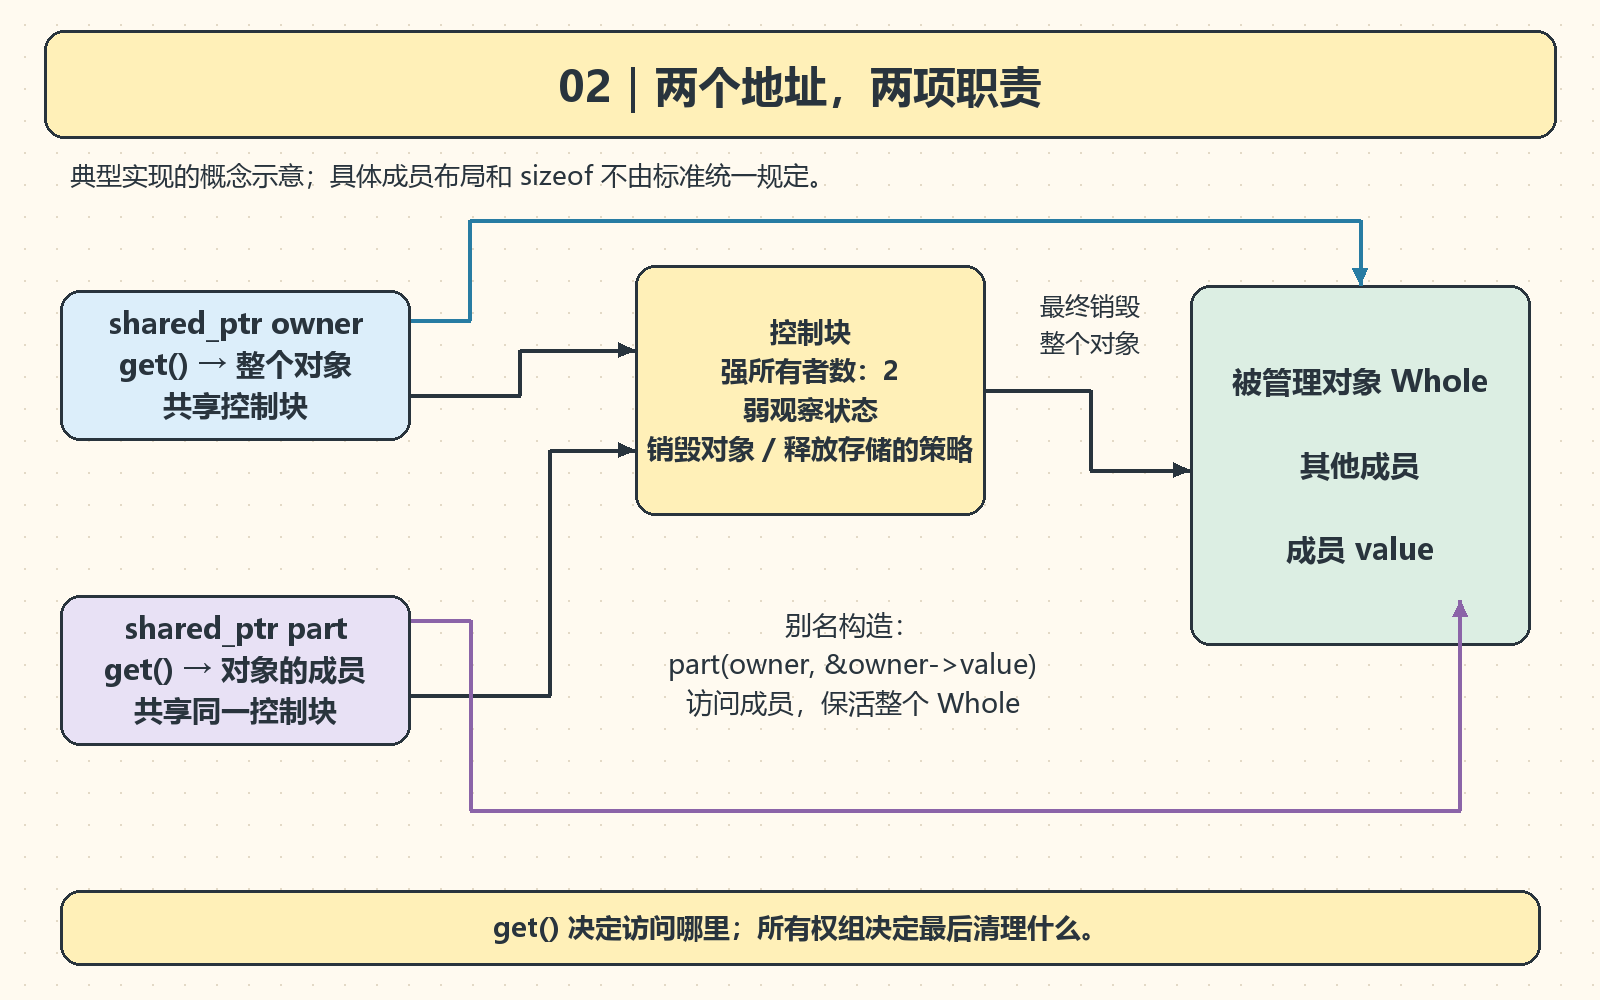 02 | 两个地址，两项职责
典型实现的概念示意；具体成员布局和 sizeof 不由标准统一规定。
shared_ptr owner
get() → 整个对象
共享控制块
控制块
强所有者数：2
弱观察状态
销毁对象 / 释放存储的策略
最终销毁
整个对象
被管理对象 Whole
其他成员
成员 value
shared_ptr part
get() → 对象的成员
共享同一控制块
别名构造：
part(owner, &owner->value)
访问成员，保活整个 Whole
get() 决定访问哪里；所有权组决定最后清理什么。